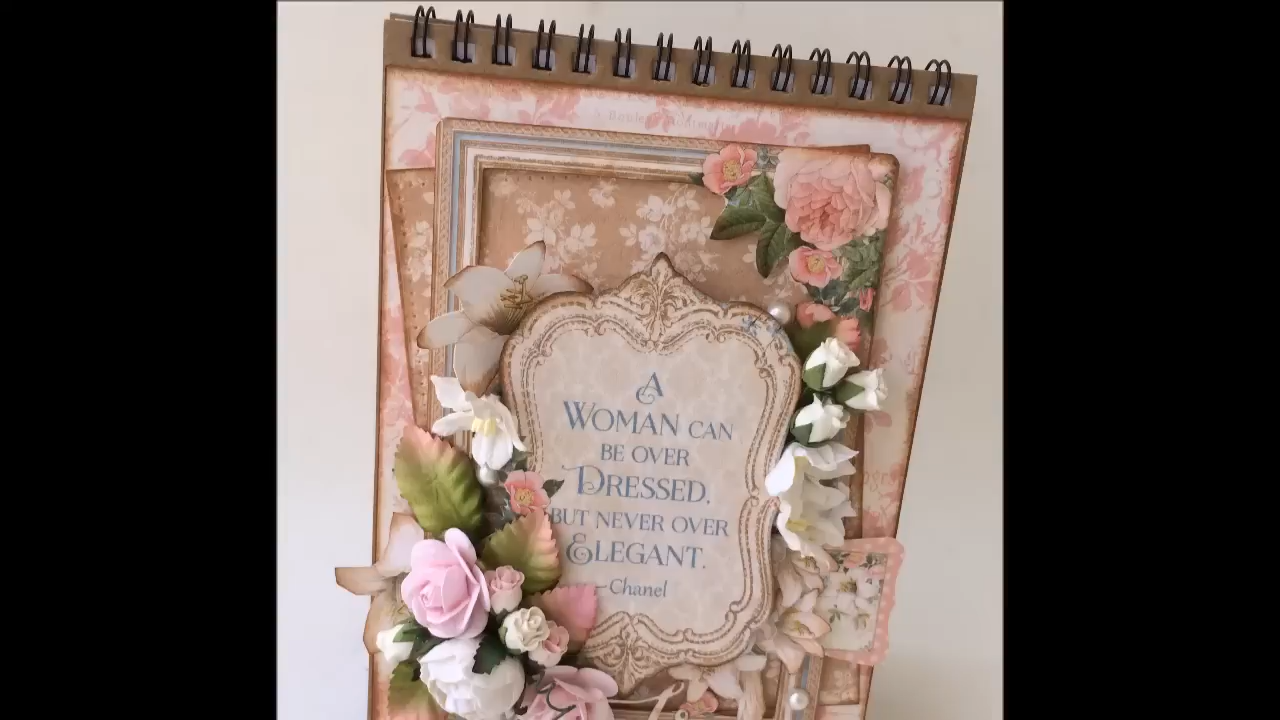 A
WOMAN CAN
BE OVER
DRESSED,
BUT NEVER OVER
ELEGANT.
—Chanel